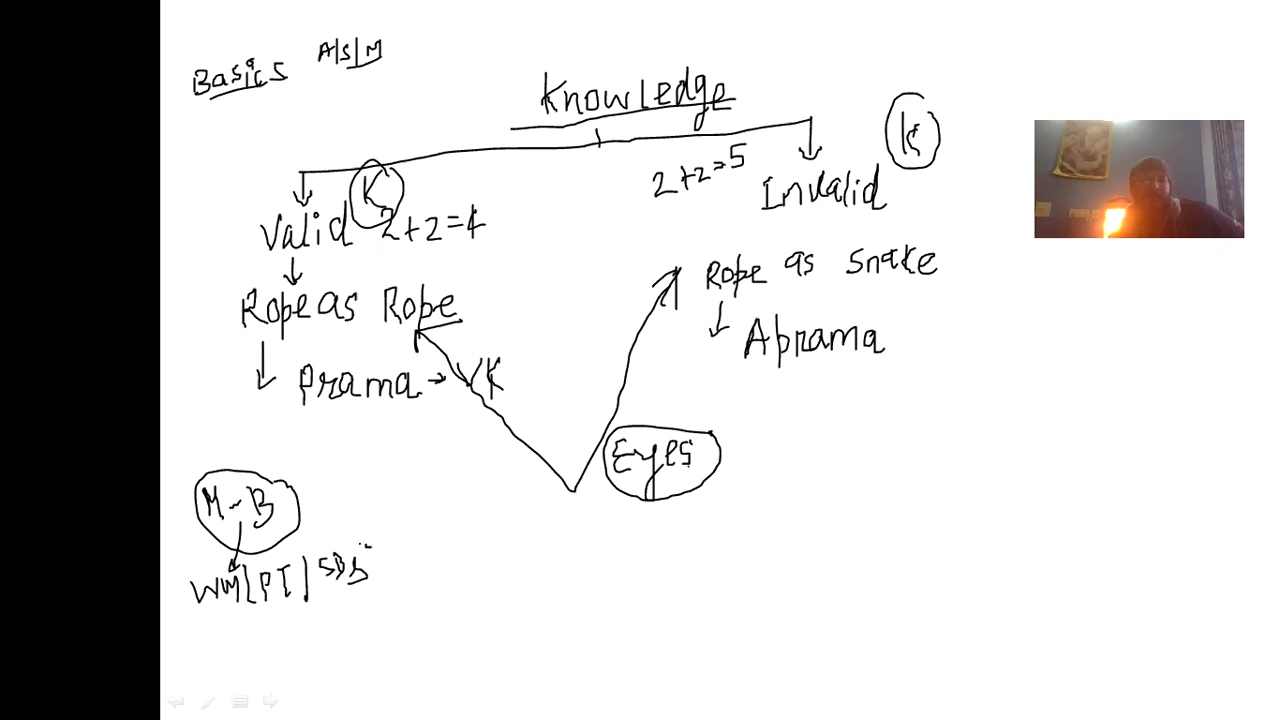 Basics A/S/M
Knowledge
K
2+2=5
Invalid
K
Valid 2+2=4
Rope as Rope
Rope as Snake
Prama → VK
Aprama
Eyes
M-B
WM[PI]